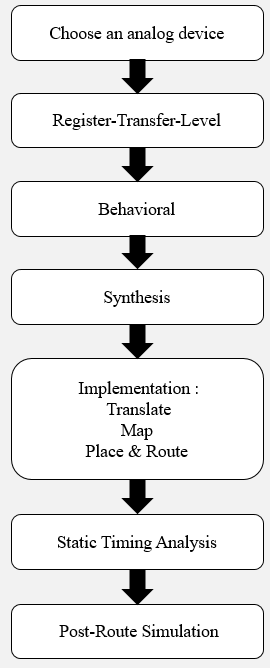 Choose an analog device
Register-Transfer-Level
Behavioral
Synthesis
Implementation :
Translate
Map
Place & Route
Static Timing Analysis
Post-Route Simulation